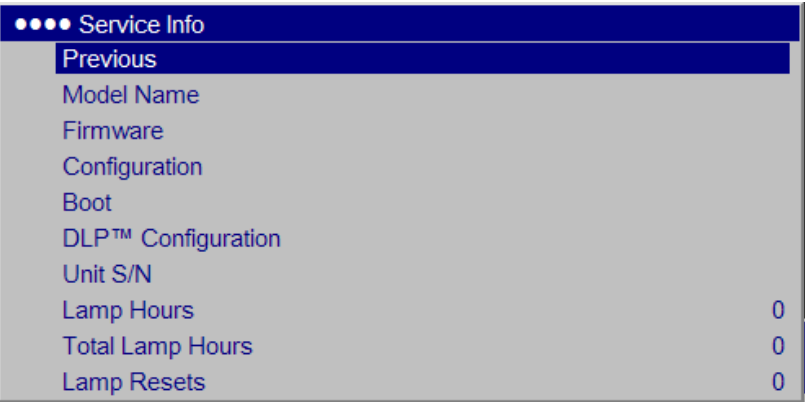 •••• Service Info
Previous
Model Name
Firmware
Configuration
Boot
DLP™ Configuration
Unit S/N
Lamp Hours 0
Total Lamp Hours 0
Lamp Resets 0